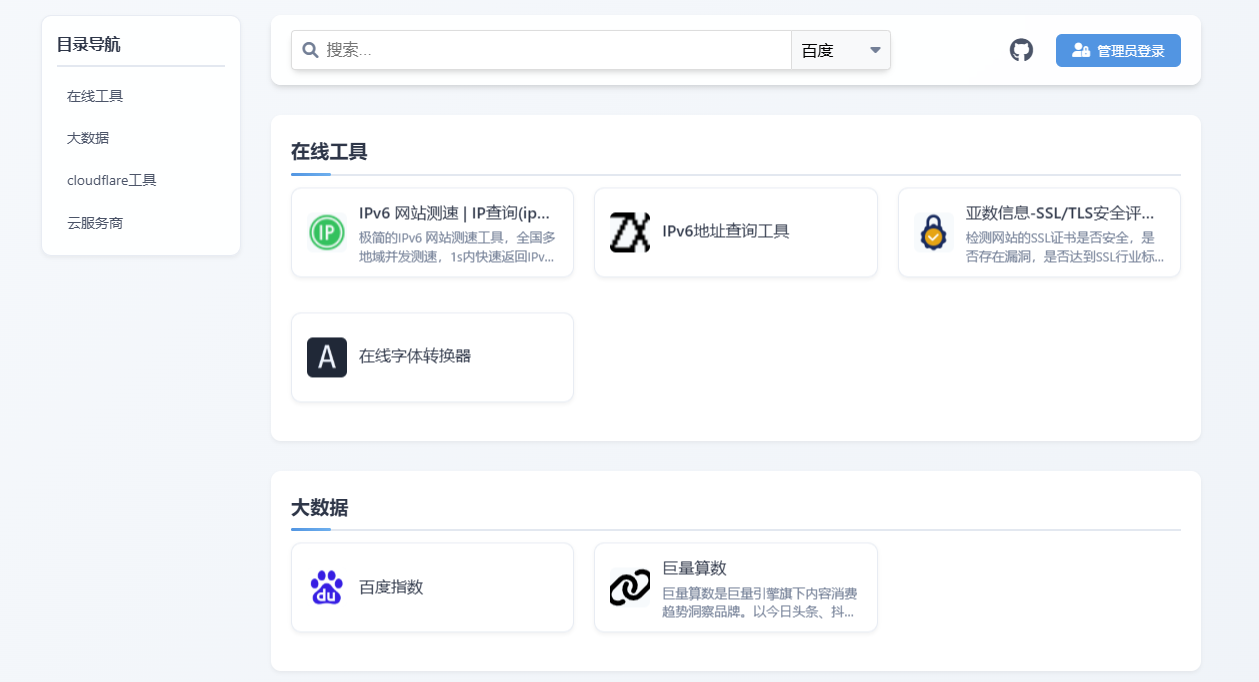 目录导航
在线工具
大数据
cloudflare工具
云服务商
搜索...
百度
管理员登录
在线工具
IP
IPv6 网站测速 | IP查询(ip...
极简的IPv6 网站测速工具，全国多
地域并发测速，1s内快速返回IPv...
ZX
IPv6地址查询工具
亚数信息-SSL/TLS安全评...
检测网站的SSL证书是否安全，是
否存在漏洞，是否达到SSL行业标...
A
在线字体转换器
大数据
du
百度指数
巨量算数
巨量算数是巨量引擎旗下内容消费
趋势洞察品牌。以今日头条、抖...